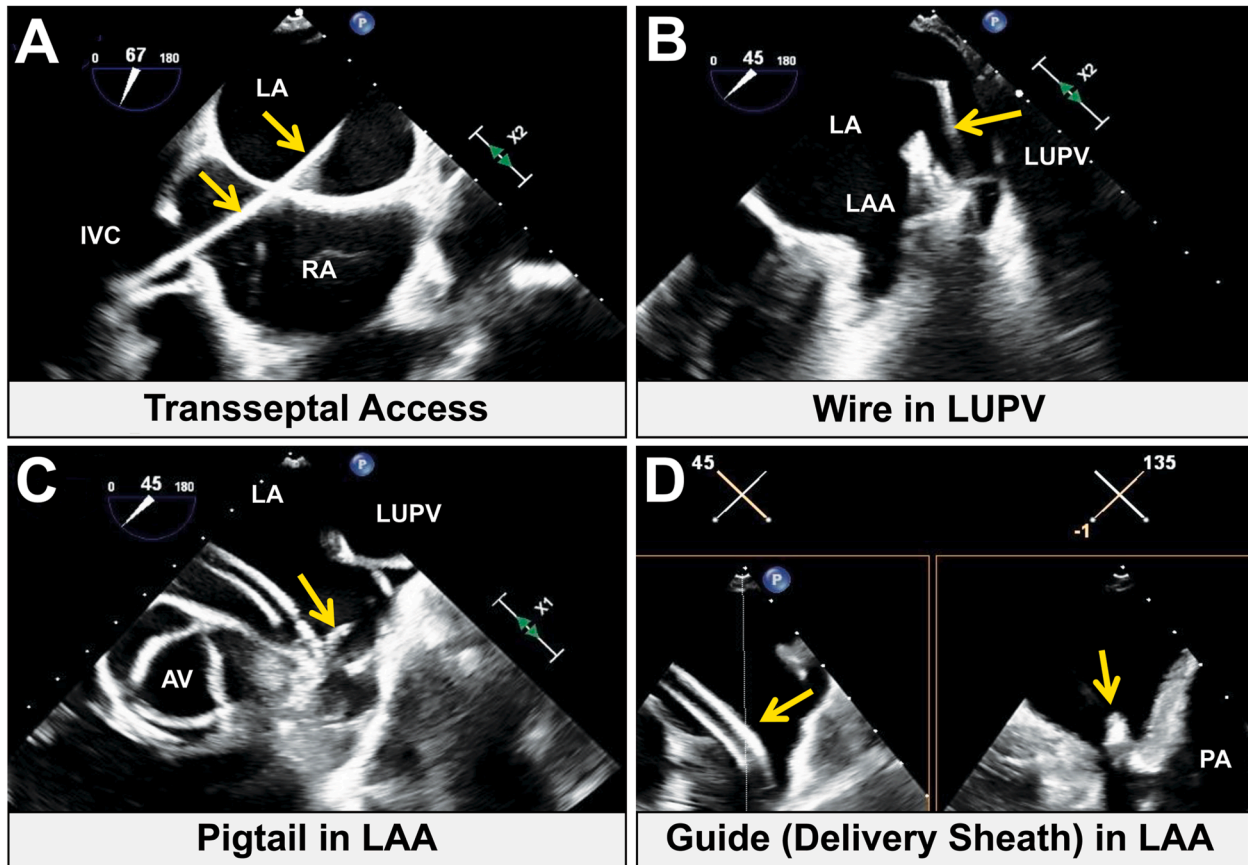 A
P
0 67 180
LA
X2
IVC
RA
Transseptal Access
B
P
0 45 180
X2
LA
LUPV
LAA
Wire in LUPV
C
P
0 45 180
LA
LUPV
X1
AV
Pigtail in LAA
D
45
135
-1
P
PA
Guide (Delivery Sheath) in LAA